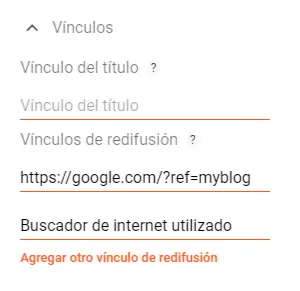 Vínculos
Vínculo del título ?
Vínculo del título
Vínculos de redifusión ?
https://google.com/?ref=myblog
Buscador de internet utilizado
Agregar otro vínculo de redifusión